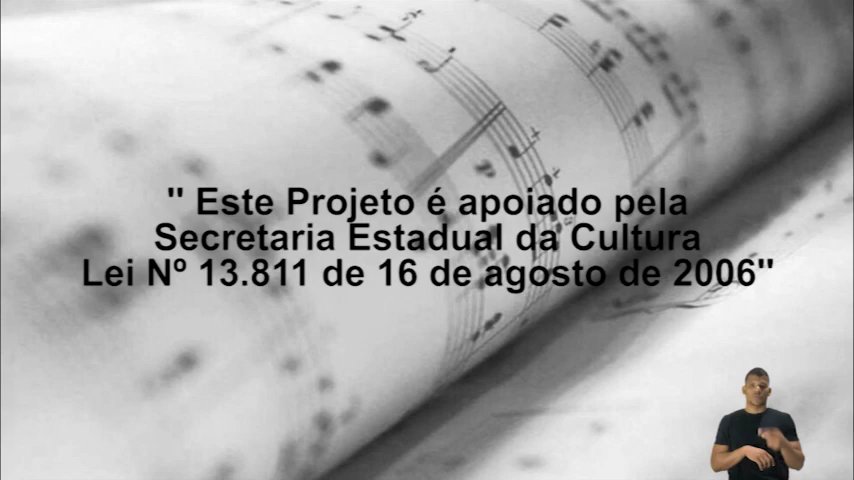 " Este Projeto é apoiado pela
Secretaria Estadual da Cultura
Lei Nº 13.811 de 16 de agosto de 2006"